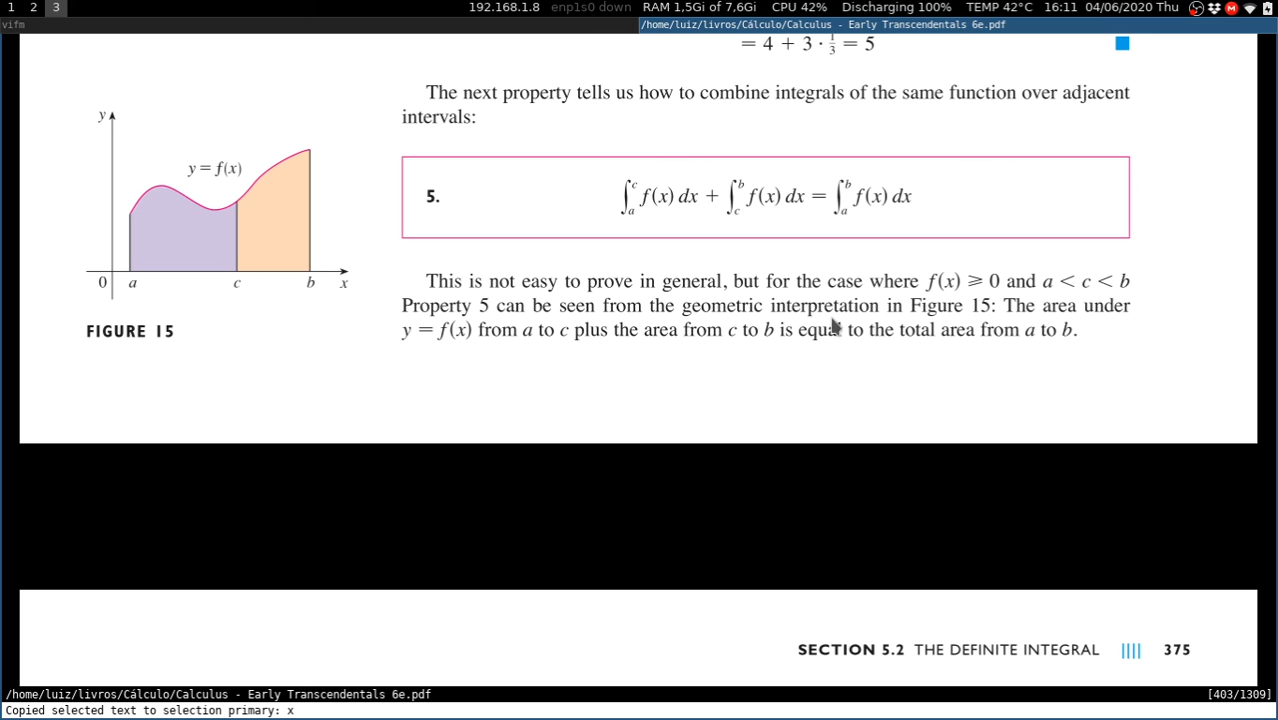 1 2 3 192.168.1.8 enp1s0 down RAM 1,5Gi of 7,6Gi CPU 42% Discharging 100% TEMP 42°C 16:11 04/06/2020 Thu
vifm /home/luiz/livros/Cálculo/Calculus - Early Transcendentals 6e.pdf
= 4 + 3 · 1/3 = 5
The next property tells us how to combine integrals of the same function over adjacent
intervals:
y
y = f(x)
0 a c b x
FIGURE 15
5. ∫_a^c f(x) dx + ∫_c^b f(x) dx = ∫_a^b f(x) dx
This is not easy to prove in general, but for the case where f(x) ⩾ 0 and a < c < b
Property 5 can be seen from the geometric interpretation in Figure 15: The area under
y = f(x) from a to c plus the area from c to b is equal to the total area from a to b.
SECTION 5.2 THE DEFINITE INTEGRAL |||| 375
/home/luiz/livros/Cálculo/Calculus - Early Transcendentals 6e.pdf [403/1309]
Copied selected text to selection primary: x